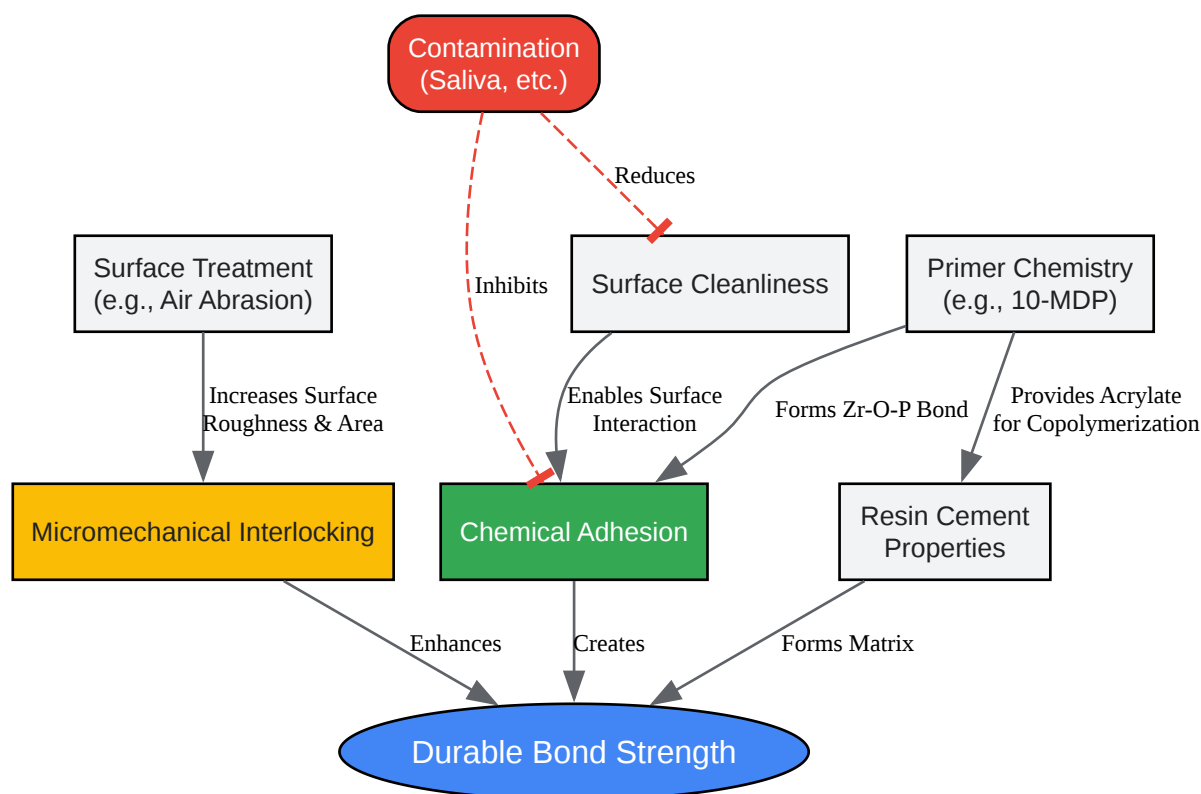 Contamination
(Saliva, etc.)
Reduces
Surface Treatment
(e.g., Air Abrasion)
Inhibits
Surface Cleanliness
Primer Chemistry
(e.g., 10-MDP)
Increases Surface
Roughness & Area
Enables Surface
Interaction
Forms Zr-O-P Bond
Provides Acrylate
for Copolymerization
Micromechanical Interlocking
Chemical Adhesion
Resin Cement
Properties
Enhances
Creates
Forms Matrix
Durable Bond Strength